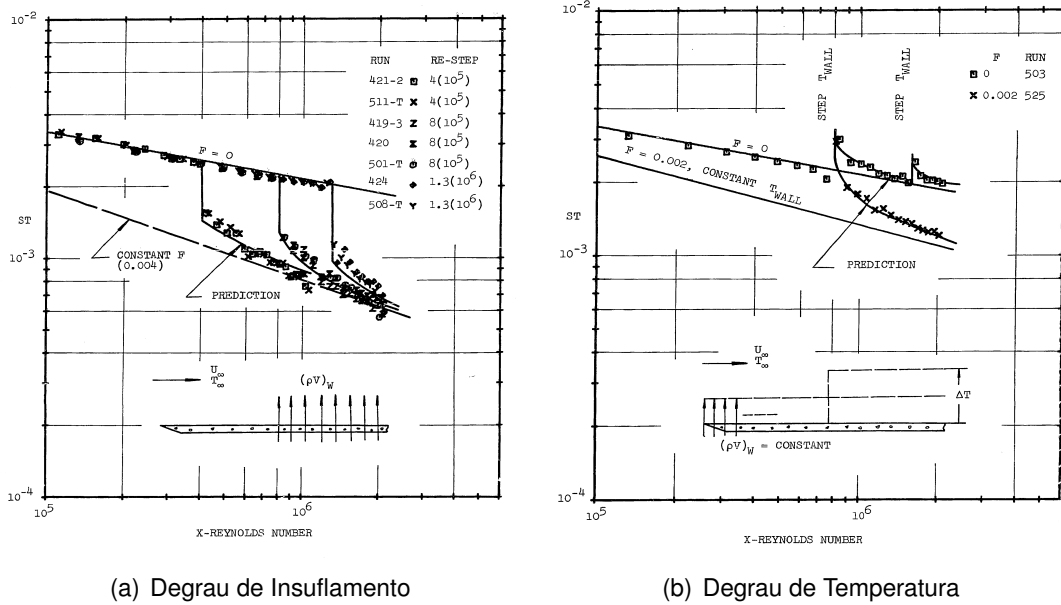 10⁻²
RUN RE-STEP
421-2 4(10⁵)
511-T 4(10⁵)
419-3 8(10⁵)
420 8(10⁵)
501-T 8(10⁵)
424 1.3(10⁶)
508-T 1.3(10⁶)
F = 0
ST
CONSTANT F
(0.004)
10⁻³
PREDICTION
U∞
T∞
(ρV)W
10⁻⁴
10⁵ 10⁶
X-REYNOLDS NUMBER
(a) Degrau de Insuflamento
10⁻²
STEP TWALL
STEP TWALL
F RUN
0 503
0.002 525
F = 0
F = 0.002, CONSTANT TWALL
ST
10⁻³
PREDICTION
U∞
T∞
ΔT
(ρV)W = CONSTANT
10⁻⁴
10⁵ 10⁶
X-REYNOLDS NUMBER
(b) Degrau de Temperatura